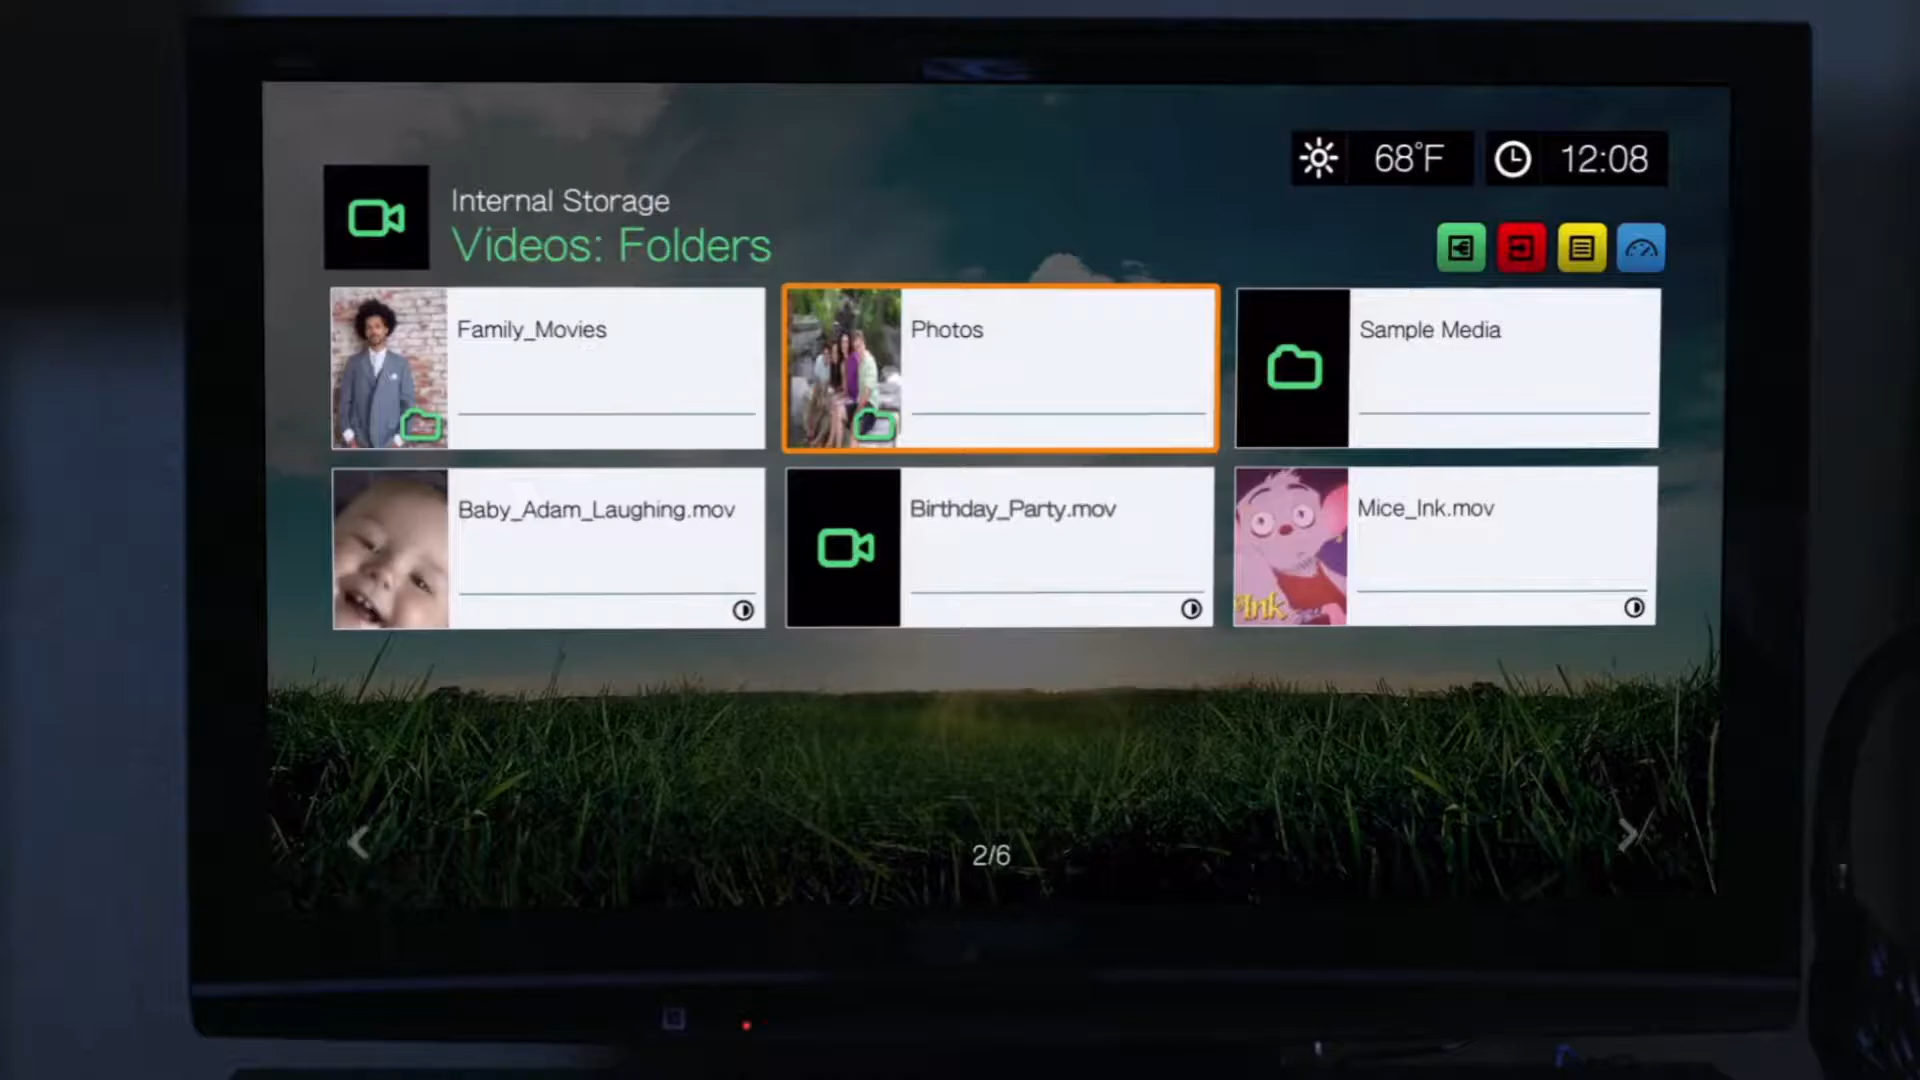 68°F
12:08
Internal Storage
Videos: Folders
Family_Movies
Photos
Sample Media
Baby_Adam_Laughing.mov
Birthday_Party.mov
Mice_Ink.mov
Ink
2/6